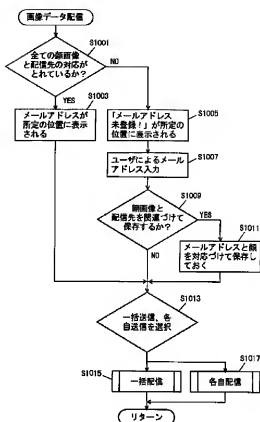 画像データ配信
S1001
全ての顔画像
と配信先の対応が
とれているか？
NO
YES
S1003
メールアドレスが
所定の位置に表示
される
S1005
「メールアドレス
未登録！」が所定の
位置に表示される
S1007
ユーザによるメール
アドレス入力
S1009
顔画像と
配信先を関連づけて
保存するか？
YES
NO
S1011
メールアドレスと顔
を対応づけて保存し
ておく
S1013
一括送信、各
自送信を選択
S1015
一括配信
S1017
各自配信
リターン